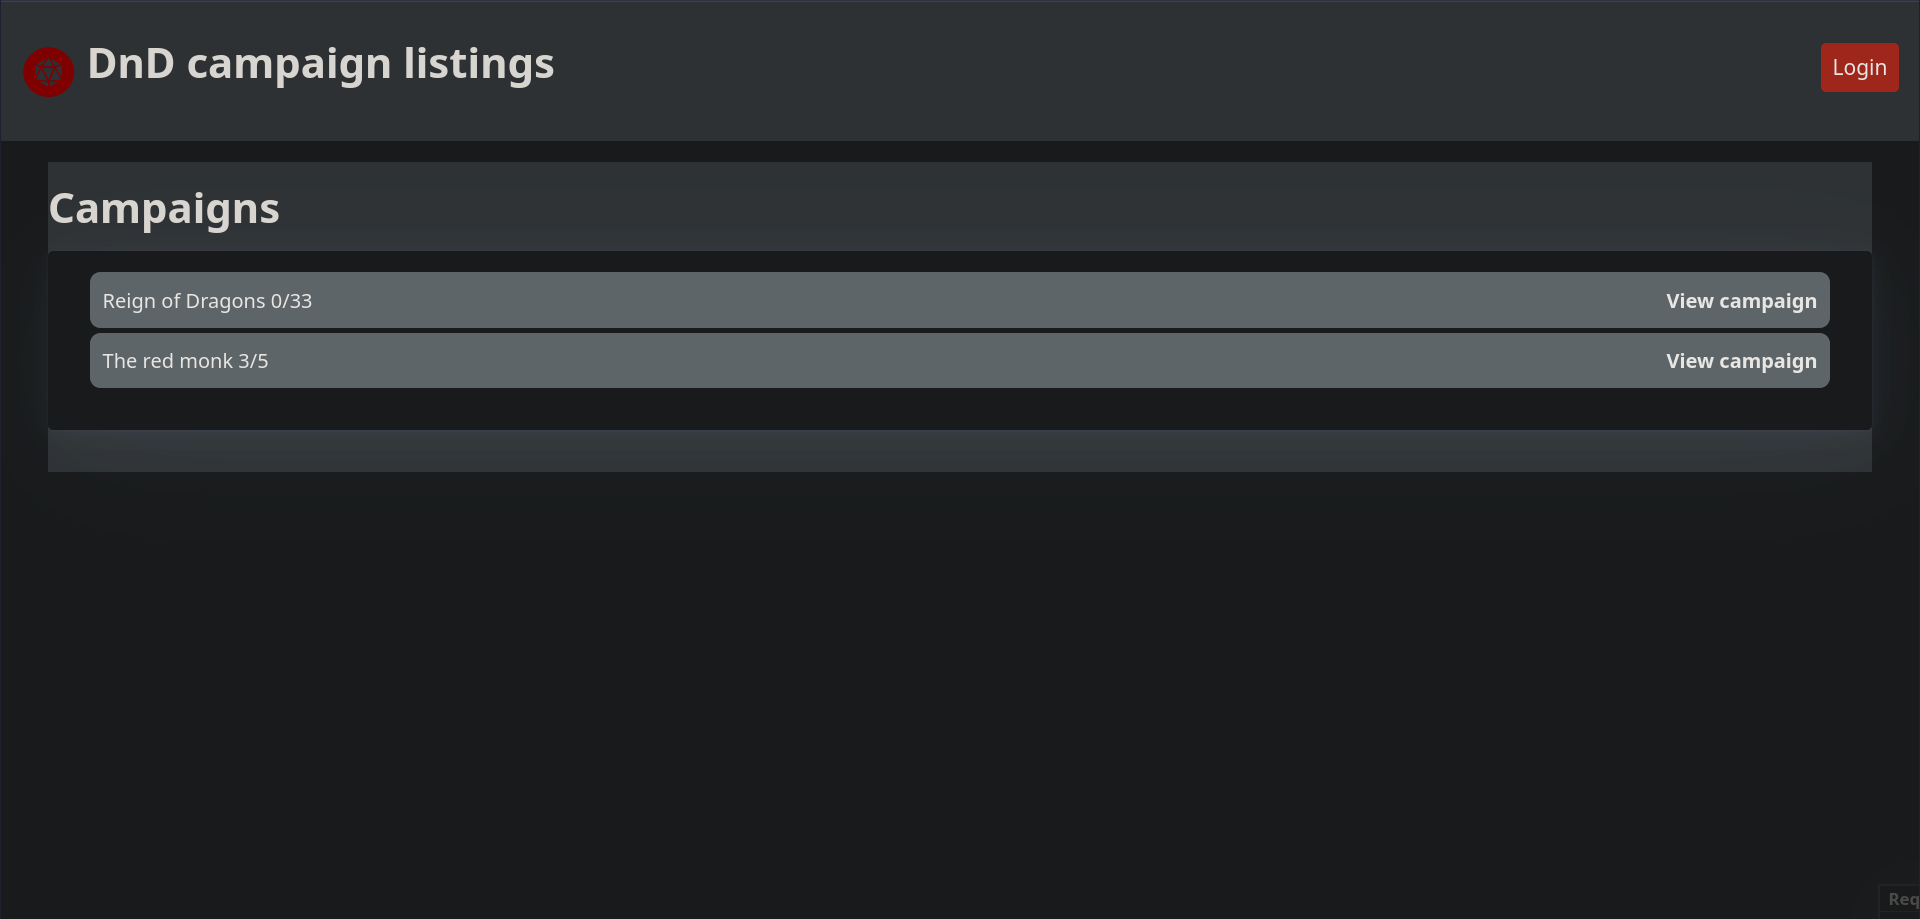 DnD campaign listings
Login
Campaigns
Reign of Dragons 0/33
View campaign
The red monk 3/5
View campaign
Req